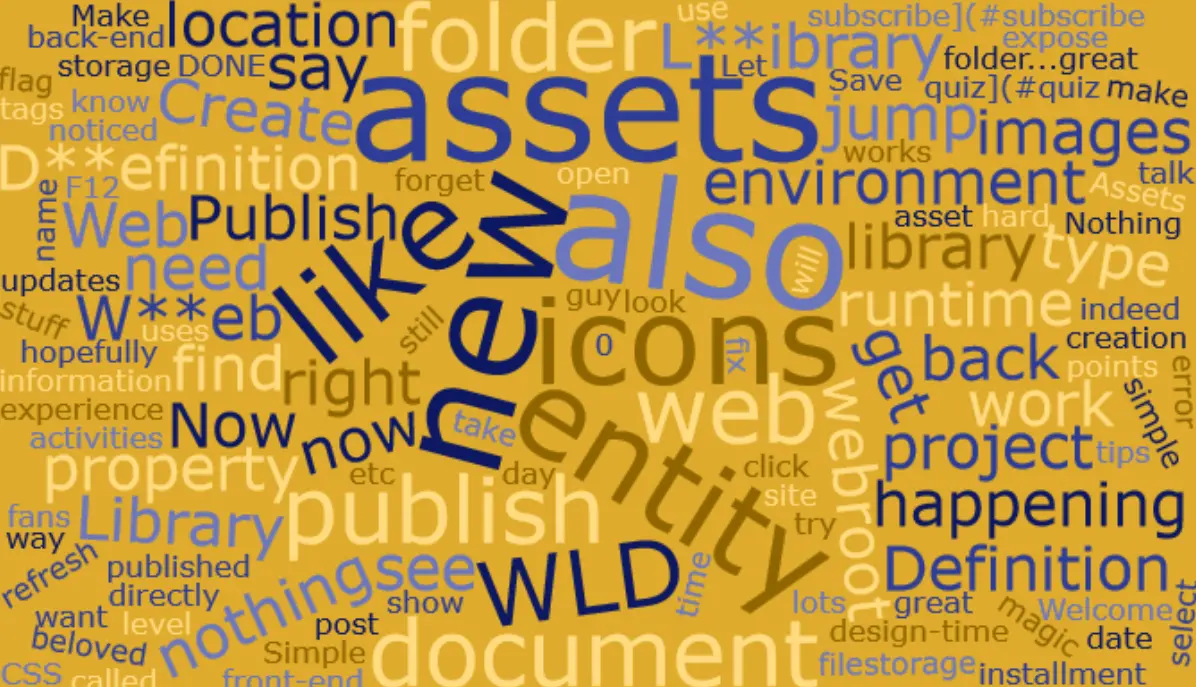 Make
location
folder
use
subscribe](#subscribe
back-end
L**ibrary
expose
storage
DONE
say
Let
folder...great
flag
assets
Save
quiz](#quiz
make
tags
know
Create
jump
images
noticed
works
D**efinition
forget
open
environment
talk
name
F12
Assets
Web
Publish
like
new
also
asset
hard
Nothing
library
type
updates
need
will
stuff
W**eb
uses
still
guy
look
icons
runtime
indeed
hopefully
0
fix
get
back
creation
information
find
right
points
error
experience
Now
now
take
entity
web
webroot
work
simple
activities
project
tips
property
etc
day
click
publish
site
happening
fans
Library
try
way
refresh
published
nothing
see
WLD
time
Definition
directly
want
level
post
show
lots
great
magic
Welcome
select
beloved
Simple
document
design-time
date
CSS
called
front-end
filestorage
installment